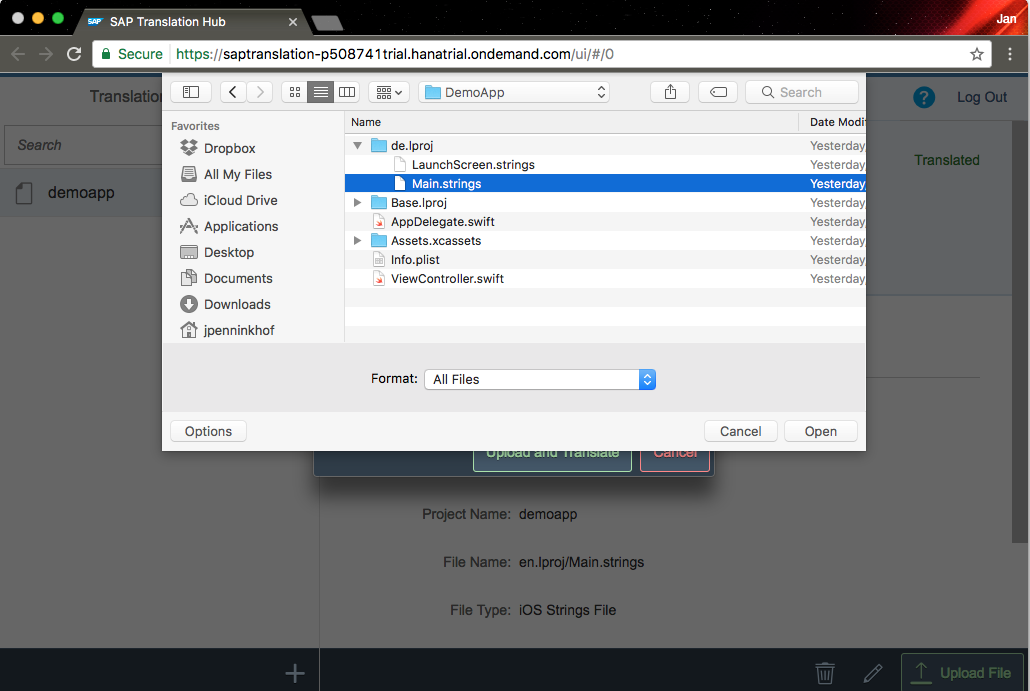 SAP SAP Translation Hub
Jan
Secure https://saptranslation-p508741trial.hanatrial.ondemand.com/ui/#/0
Translation
DemoApp
Search
? Log Out
Favorites
Name Date Modi
Search
Dropbox
de.lproj Yesterday,
All My Files
LaunchScreen.strings Yesterday,
Translated
iCloud Drive
Main.strings Yesterday,
demoapp
Applications
Base.lproj Yesterday,
Desktop
AppDelegate.swift Yesterday,
Documents
Assets.xcassets Yesterday,
Downloads
Info.plist Yesterday,
jpenninkhof
ViewController.swift Yesterday,
Format: All Files
Options Cancel Open
Upload and Translate Cancel
Project Name: demoapp
File Name: en.lproj/Main.strings
File Type: iOS Strings File
Upload File